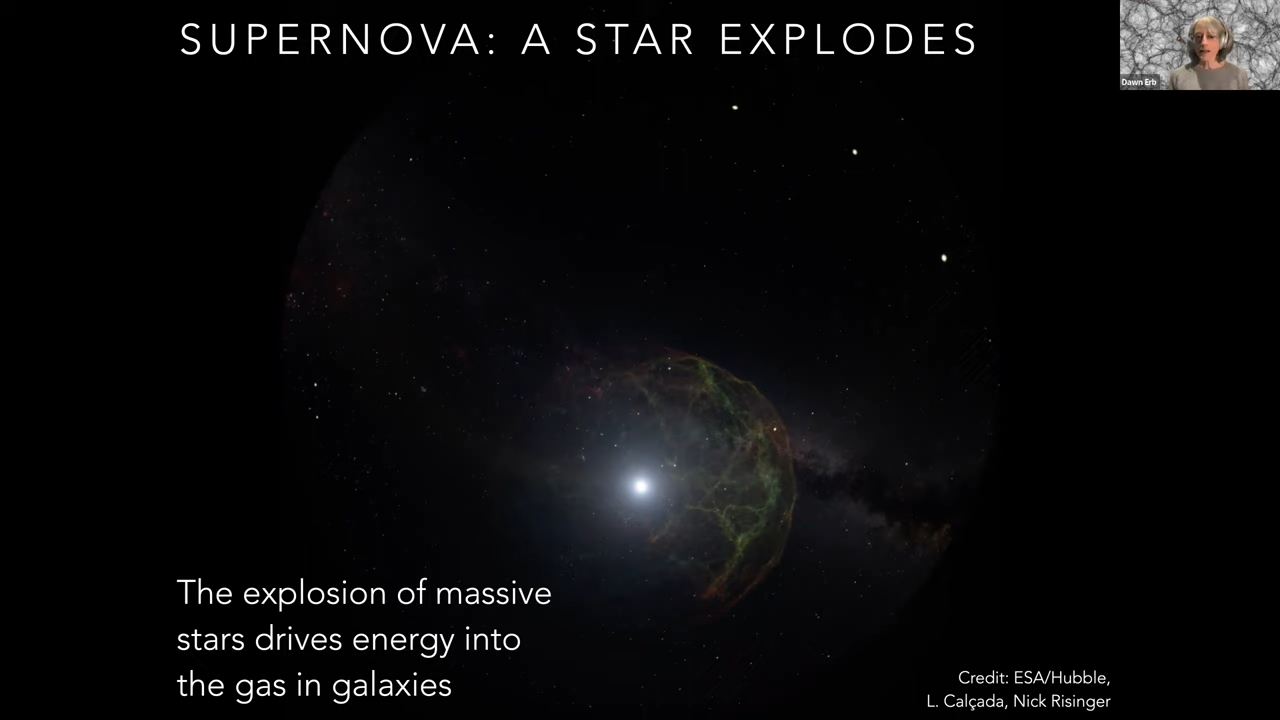 SUPERNOVA: A STAR EXPLODES
Dawn Erb
The explosion of massive
stars drives energy into
the gas in galaxies
Credit: ESA/Hubble,
L. Calçada, Nick Risinger